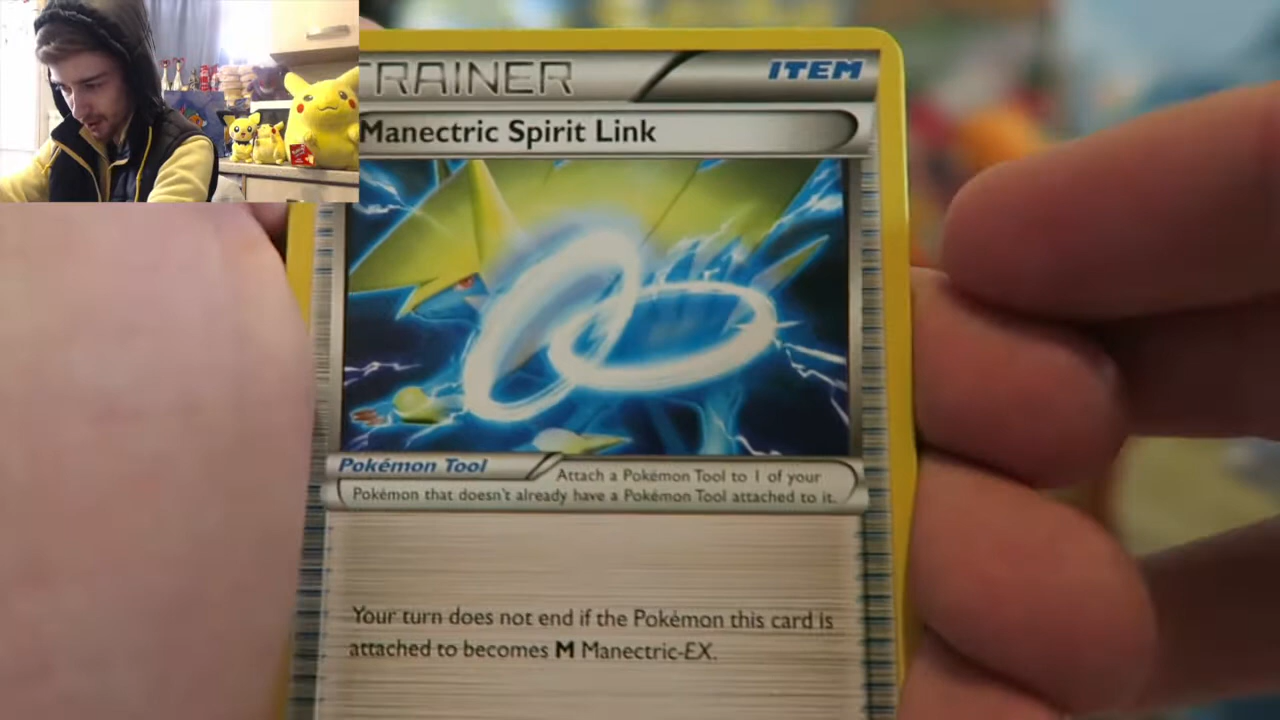 TRAINER
ITEM
Manectric Spirit Link
Pokémon Tool
Attach a Pokémon Tool to 1 of your
Pokémon that doesn't already have a Pokémon Tool attached to it.
Your turn does not end if the Pokémon this card is
attached to becomes M Manectric-EX.